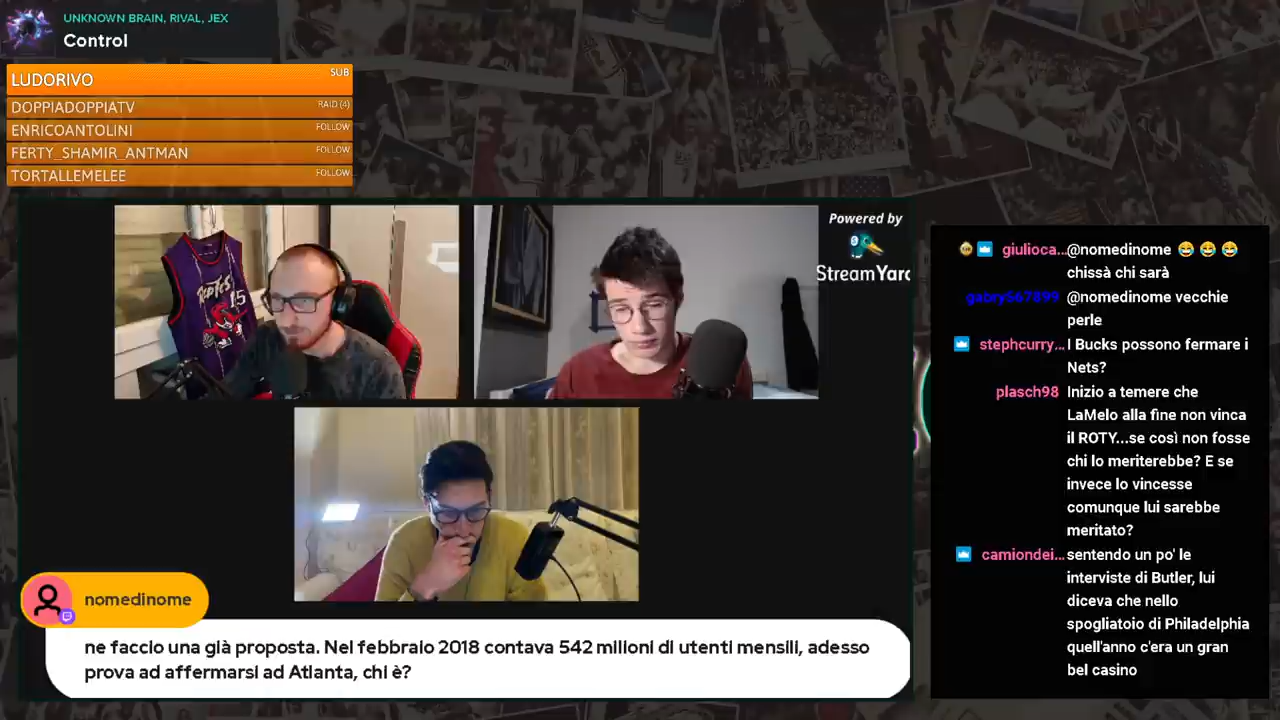 UNKNOWN BRAIN, RIVAL, JEX
Control
LUDORIVO SUB
DOPPIADOPPIATV RAID (4)
ENRICOANTOLINI FOLLOW
FERTY_SHAMIR_ANTMAN FOLLOW
TORTALLEMELEE FOLLOW
Powered by
StreamYard
15
giulioca… @nomedinome 😂 😂 😂
chissà chi sarà
gabry567899 @nomedinome vecchie
perle
stephcurry… I Bucks possono fermare i
Nets?
plasch98 Inizio a temere che
LaMelo alla fine non vinca
il ROTY...se così non fosse
chi lo meriterebbe? E se
invece lo vincesse
comunque lui sarebbe
meritato?
camiondei… sentendo un po' le
interviste di Butler, lui
diceva che nello
spogliatoio di Philadelphia
quell'anno c'era un gran
bel casino
nomedinome
ne faccio una già proposta. Nel febbraio 2018 contava 542 milioni di utenti mensili, adesso
prova ad affermarsi ad Atlanta, chi è?